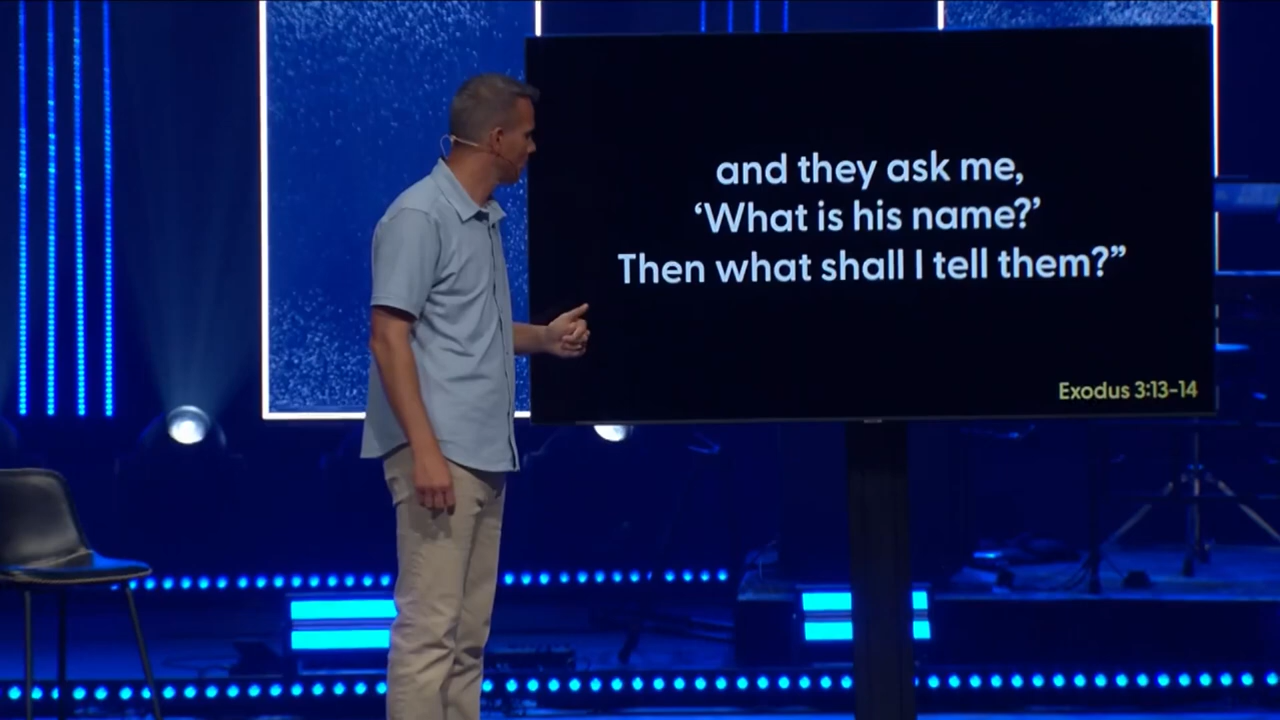 and they ask me,
‘What is his name?’
Then what shall I tell them?”
Exodus 3:13-14